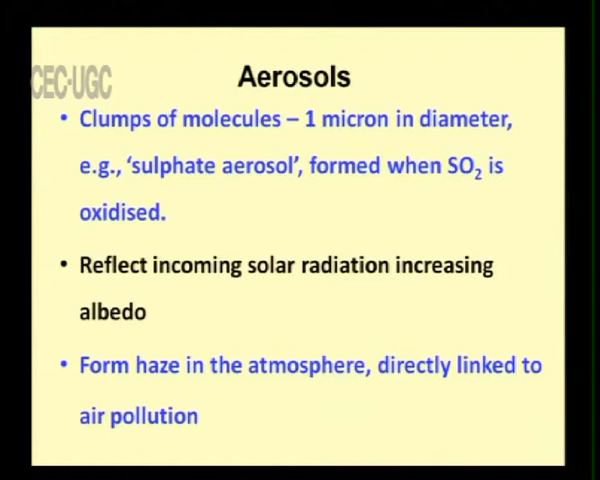 CEC-UGC
Aerosols
• Clumps of molecules – 1 micron in diameter,
e.g., ‘sulphate aerosol’, formed when SO₂ is
oxidised.
• Reflect incoming solar radiation increasing
albedo
• Form haze in the atmosphere, directly linked to
air pollution